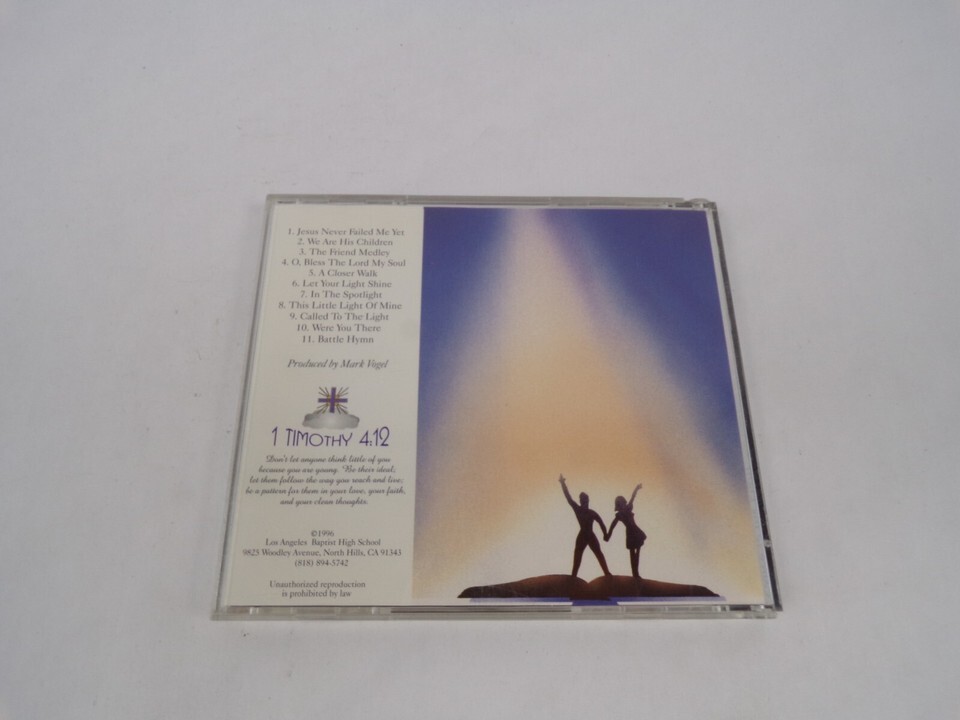 1. Jesus Never Failed Me Yet
2. We Are His Children
3. The Friend Medley
4. O, Bless The Lord My Soul
5. A Closer Walk
6. Let Your Light Shine
7. In The Spotlight
8. This Little Light Of Mine
9. Called To The Light
10. Were You There
11. Battle Hymn
Produced by Mark Vogel
1 TIMOTHY 4:12
Don't let anyone think little of you
because you are young. Be their ideal;
let them follow the way you reach and live;
be a pattern for them in your love, your faith,
and your clean thoughts.
©1996
Los Angeles Baptist High School
9825 Woodley Avenue, North Hills, CA 91343
(818) 894-5742
Unauthorized reproduction
is prohibited by law